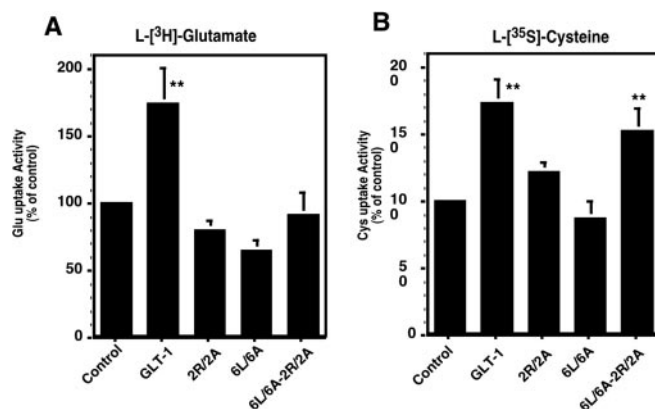 A
L-[³H]-Glutamate
Glu uptake Activity
(% of control)
200
150
100
50
0
**
Control
GLT-1
2R/2A
6L/6A
6L/6A-2R/2A
B
L-[³⁵S]-Cysteine
Cys uptake Activity
(% of control)
20
0
15
0
10
0
5
0
0
**
**
Control
GLT-1
2R/2A
6L/6A
6L/6A-2R/2A